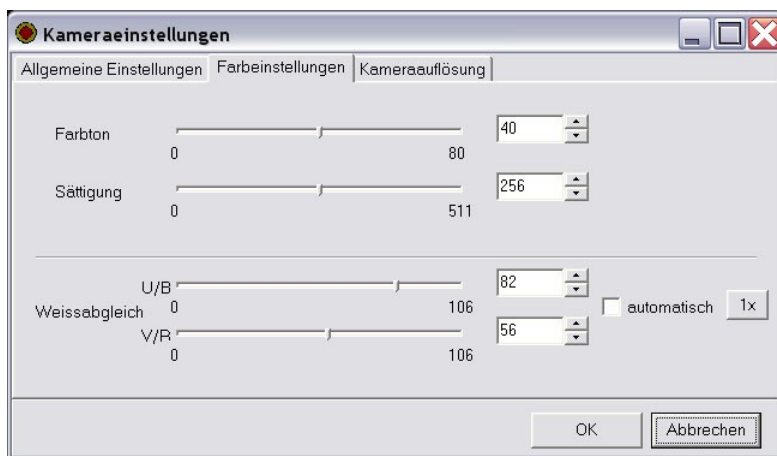 Kameraeinstellungen
Allgemeine Einstellungen Farbeinstellungen Kameraauflösung
Farbton 40
0 80
Sättigung 256
0 511
U/B 82
Weissabgleich 0 106 automatisch 1x
V/R 56
0 106
OK Abbrechen